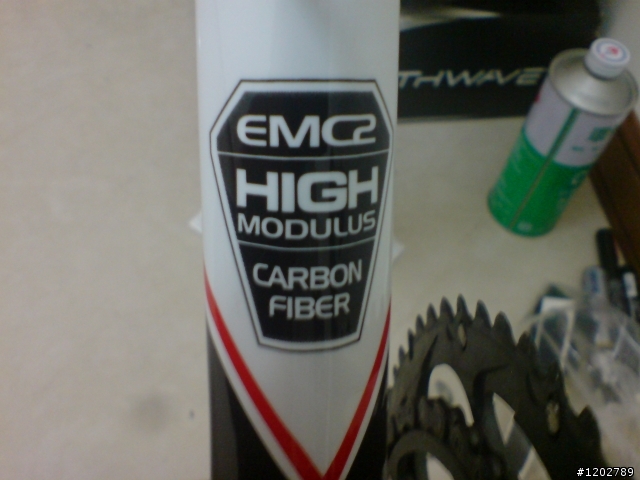 EMC2
HIGH
MODULUS
CARBON
FIBER
THWAVE
#1202789